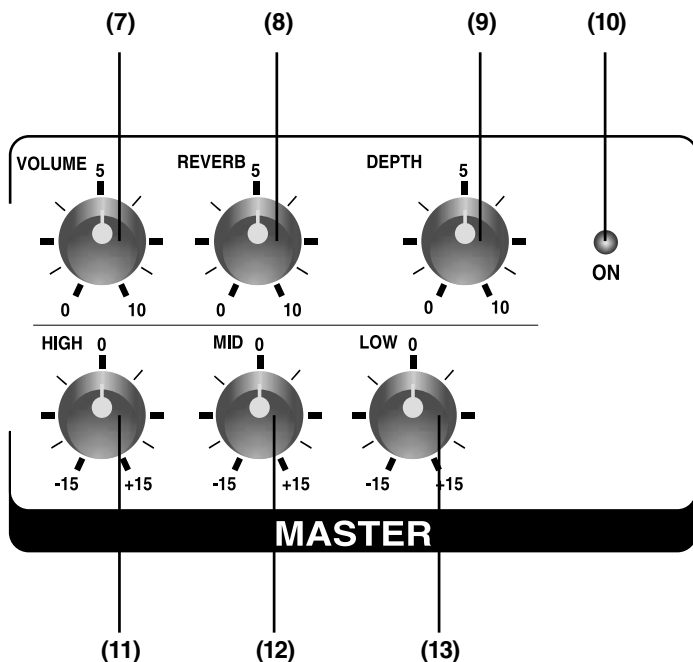 (7) (8) (9) (10)
VOLUME 5 REVERB 5 DEPTH 5
ON
0 10 0 10 0 10
HIGH 0 MID 0 LOW 0
-15 +15 -15 +15 -15 +15
MASTER
(11) (12) (13)